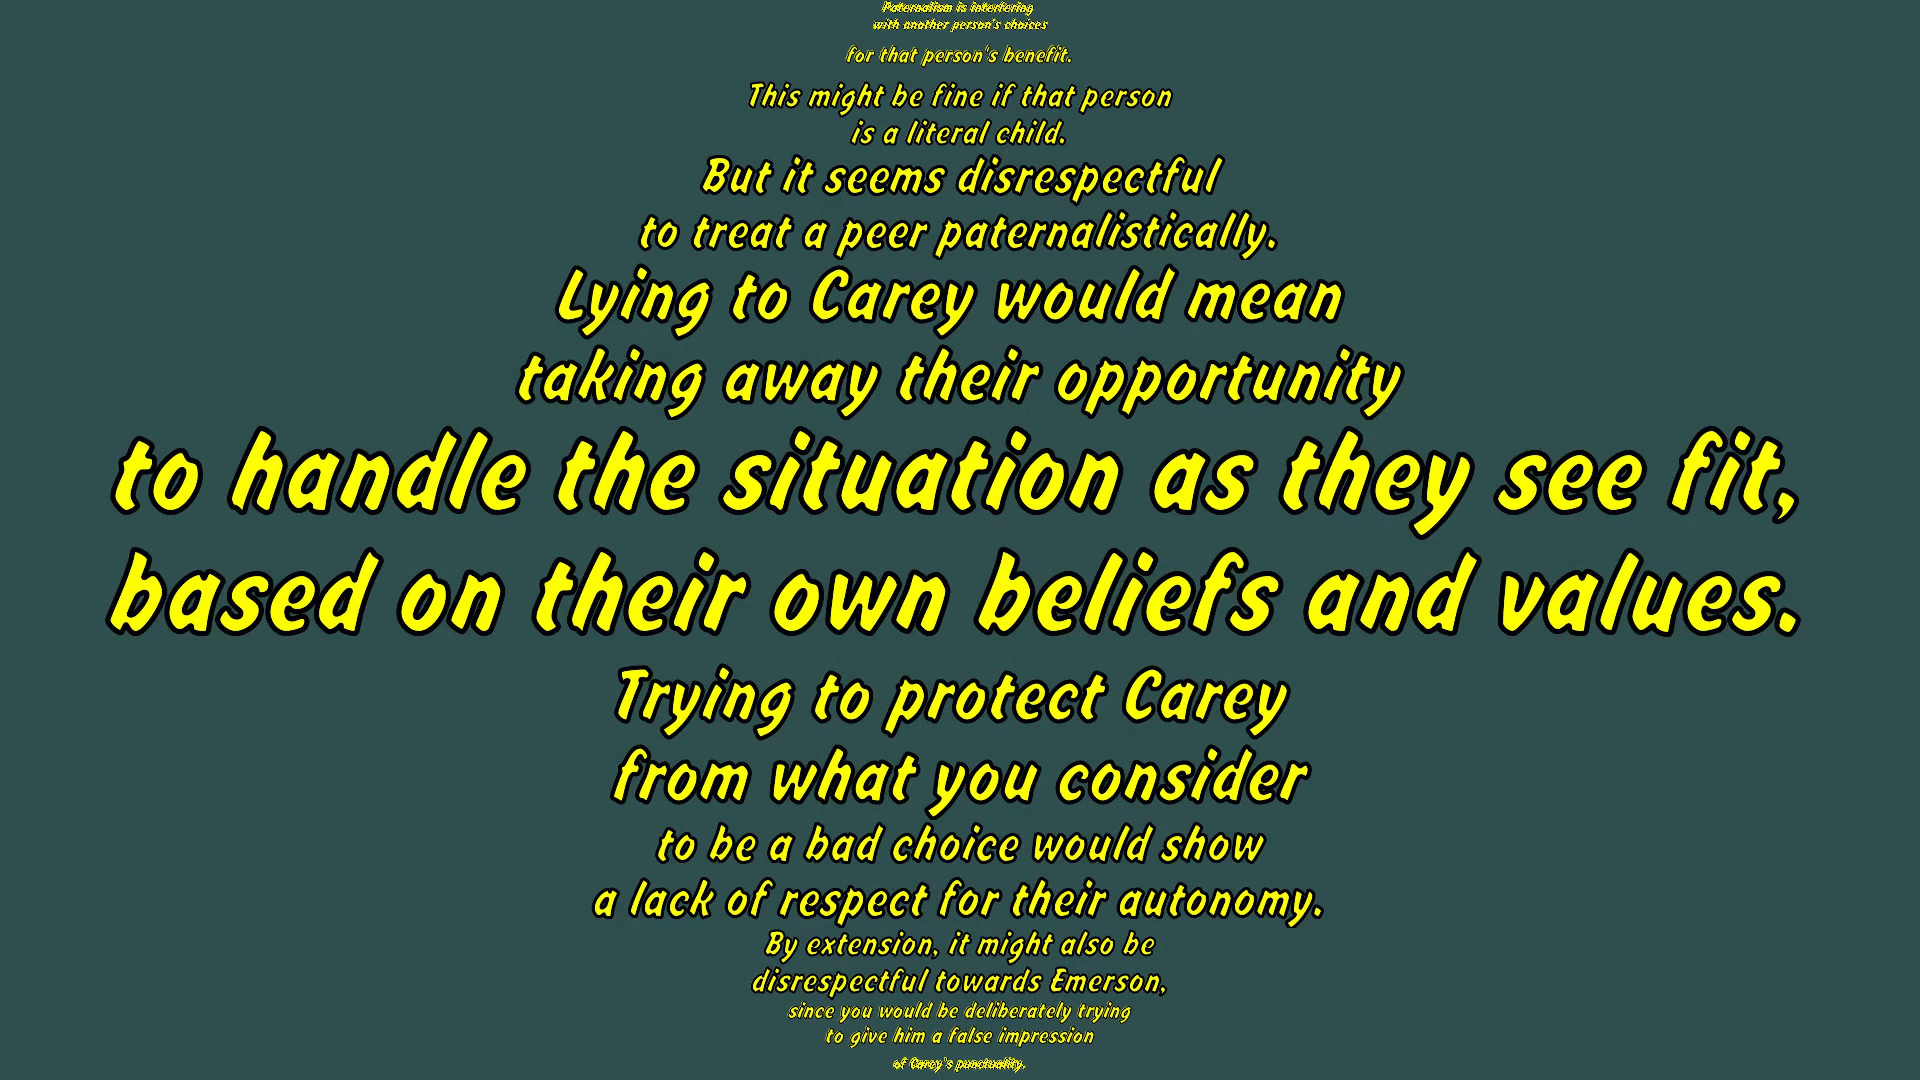 Paternalism is interfering
with another person's choices
for that person's benefit.
This might be fine if that person
is a literal child.
But it seems disrespectful
to treat a peer paternalistically.
Lying to Carey would mean
taking away their opportunity
to handle the situation as they see fit,
based on their own beliefs and values.
Trying to protect Carey
from what you consider
to be a bad choice would show
a lack of respect for their autonomy.
By extension, it might also be
disrespectful towards Emerson,
since you would be deliberately trying
to give him a false impression
of Carey's punctuality.